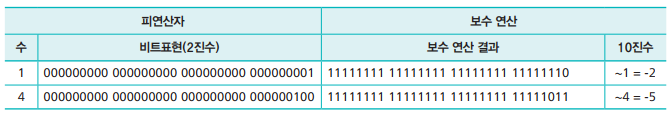 피연산자 보수 연산
수 비트표현(2진수) 보수 연산 결과 10진수
1 000000000 000000000 000000000 000000001 11111111 11111111 11111111 11111110 ~1 = -2
4 000000000 000000000 000000000 000000100 11111111 11111111 11111111 11111011 ~4 = -5